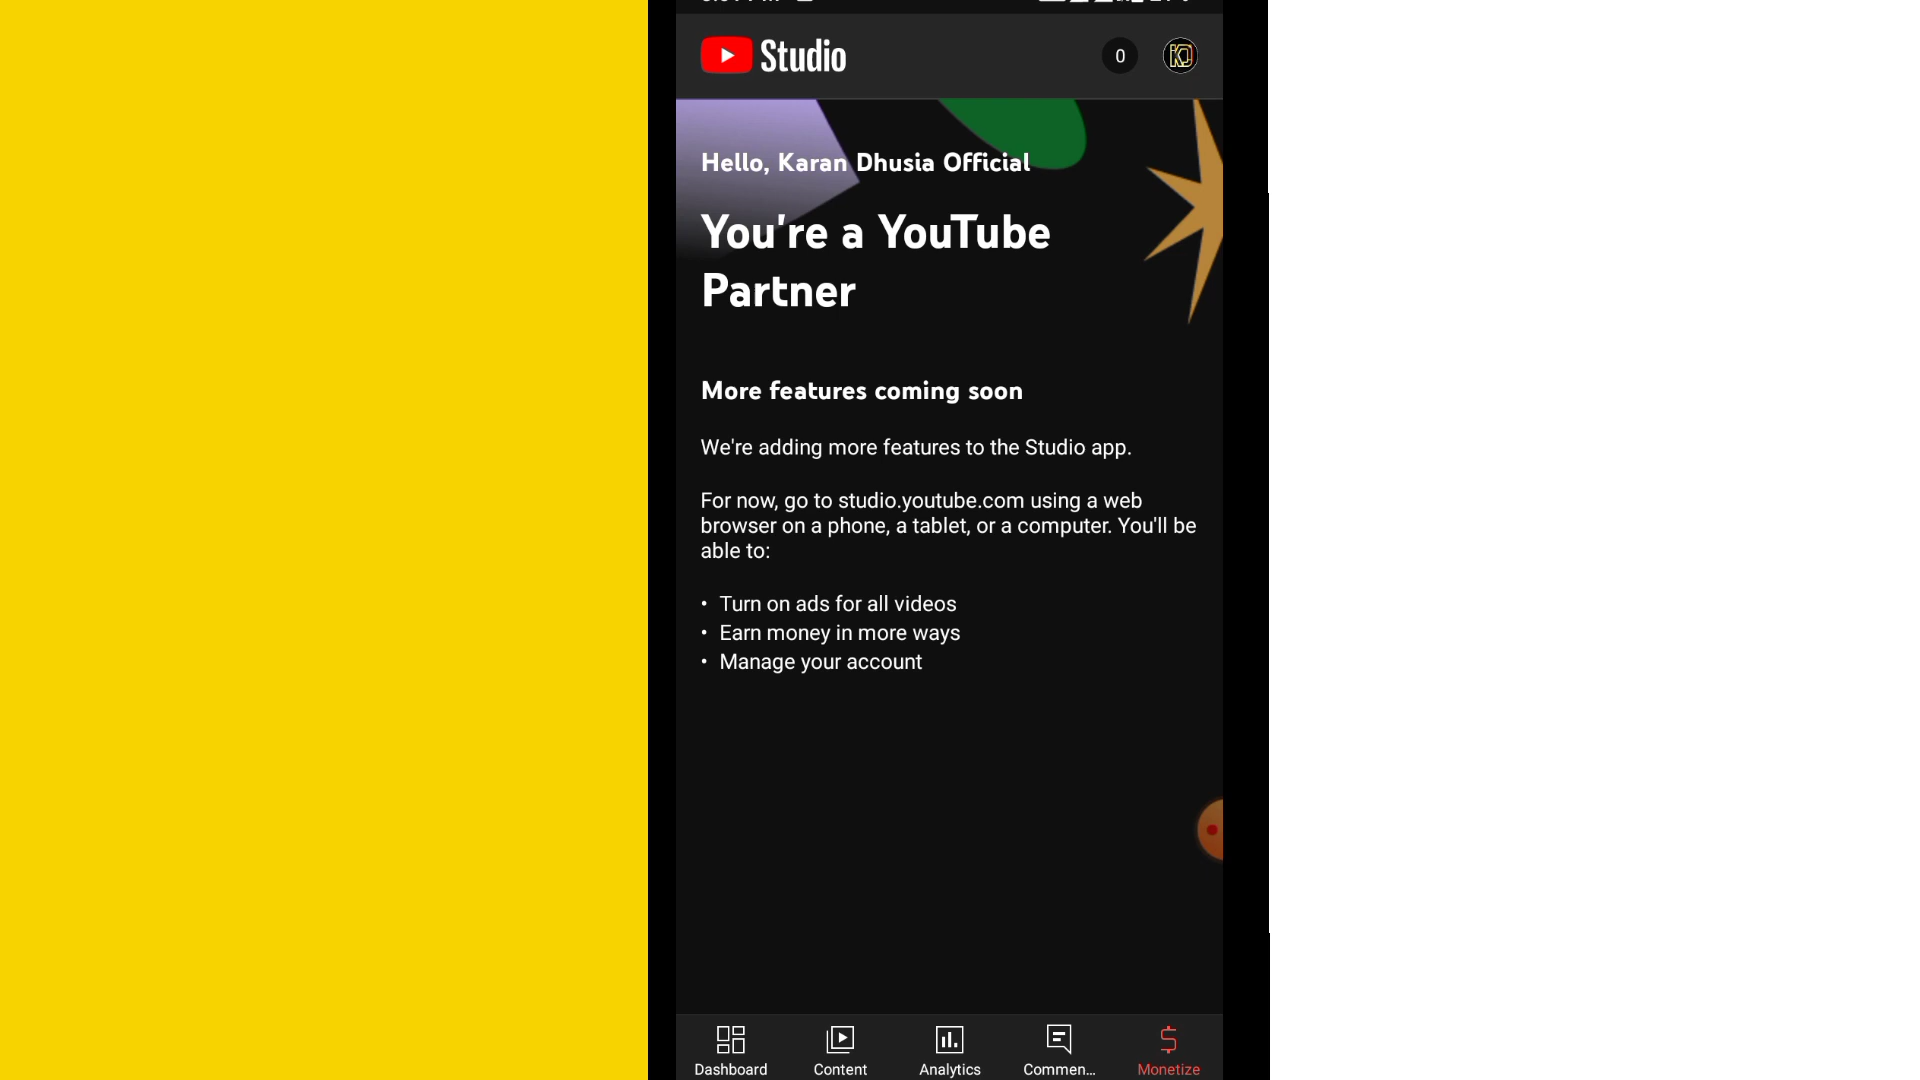 Studio
0
Hello, Karan Dhusia Official
You're a YouTube
Partner
More features coming soon
We're adding more features to the Studio app.
For now, go to studio.youtube.com using a web
browser on a phone, a tablet, or a computer. You'll be
able to:
• Turn on ads for all videos
• Earn money in more ways
• Manage your account
Dashboard
Content
Analytics
Commen...
Monetize